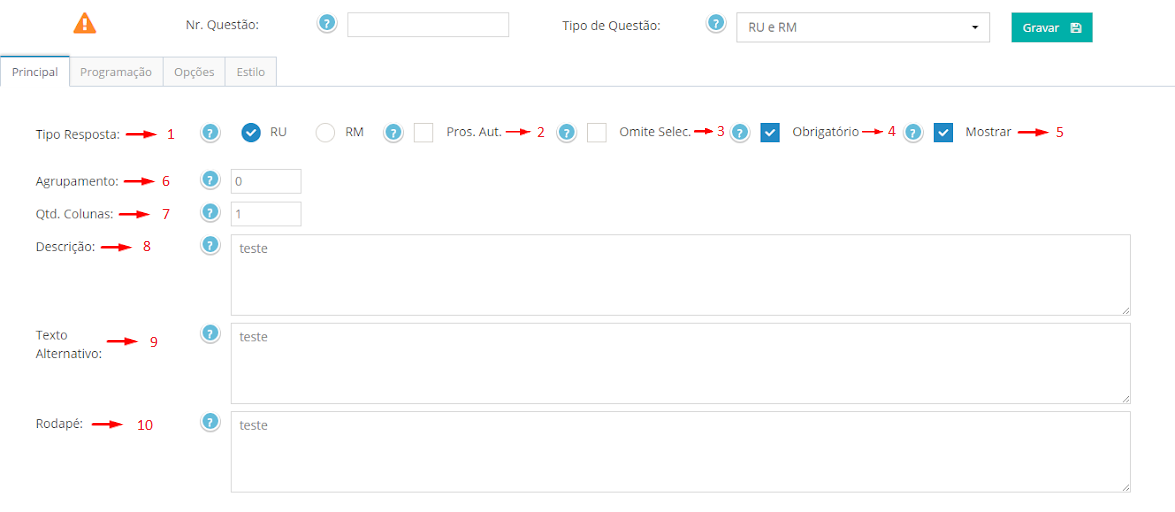 Nr. Questão: ? Tipo de Questão: ? RU e RM Gravar
Principal Programação Opções Estilo
Tipo Resposta: 1 ? RU RM ? Pros. Aut. 2 ? Omite Selec. 3 ? Obrigatório 4 ? Mostrar 5
Agrupamento: 6 ? 0
Qtd. Colunas: 7 ? 1
Descrição: 8 ? teste
Texto
Alternativo: 9 ? teste
Rodapé: 10 ? teste